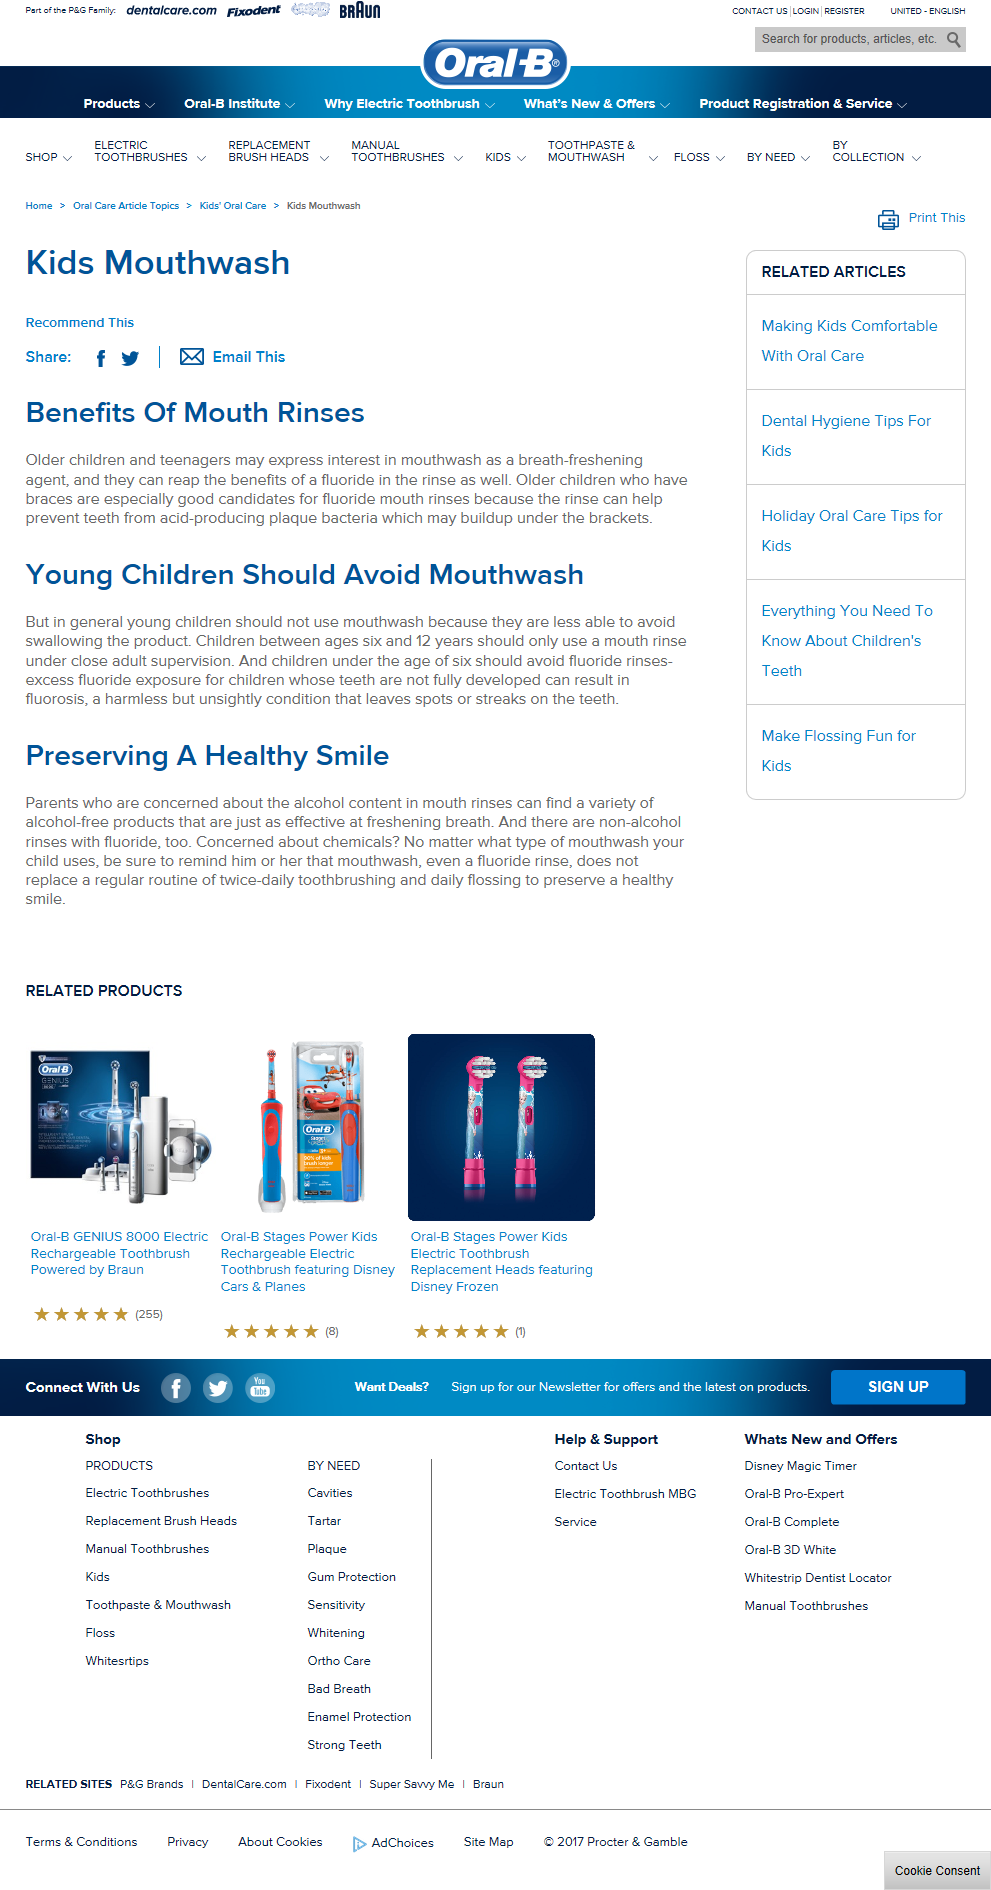 Part of the P&G Family: dentalcare.com Fixodent BRAUN
CONTACT US | LOGIN | REGISTER UNITED - ENGLISH
Search for products, articles, etc.
Oral-B®
Products Oral-B Institute Why Electric Toothbrush What's New & Offers Product Registration & Service
SHOP ELECTRIC TOOTHBRUSHES REPLACEMENT BRUSH HEADS MANUAL TOOTHBRUSHES KIDS TOOTHPASTE & MOUTHWASH FLOSS BY NEED BY COLLECTION
Home > Oral Care Article Topics > Kids' Oral Care > Kids Mouthwash
Print This
Kids Mouthwash
Recommend This
Share: Email This
Benefits Of Mouth Rinses
Older children and teenagers may express interest in mouthwash as a breath-freshening
agent, and they can reap the benefits of a fluoride in the rinse as well. Older children who have
braces are especially good candidates for fluoride mouth rinses because the rinse can help
prevent teeth from acid-producing plaque bacteria which may buildup under the brackets.
Young Children Should Avoid Mouthwash
But in general young children should not use mouthwash because they are less able to avoid
swallowing the product. Children between ages six and 12 years should only use a mouth rinse
under close adult supervision. And children under the age of six should avoid fluoride rinses-
excess fluoride exposure for children whose teeth are not fully developed can result in
fluorosis, a harmless but unsightly condition that leaves spots or streaks on the teeth.
Preserving A Healthy Smile
Parents who are concerned about the alcohol content in mouth rinses can find a variety of
alcohol-free products that are just as effective at freshening breath. And there are non-alcohol
rinses with fluoride, too. Concerned about chemicals? No matter what type of mouthwash your
child uses, be sure to remind him or her that mouthwash, even a fluoride rinse, does not
replace a regular routine of twice-daily toothbrushing and daily flossing to preserve a healthy
smile.
RELATED ARTICLES
Making Kids Comfortable
With Oral Care
Dental Hygiene Tips For
Kids
Holiday Oral Care Tips for
Kids
Everything You Need To
Know About Children's
Teeth
Make Flossing Fun for
Kids
RELATED PRODUCTS
Oral-B
GENIUS
Oral-B
Oral-B GENIUS 8000 Electric
Rechargeable Toothbrush
Powered by Braun
(255)
Oral-B Stages Power Kids
Rechargeable Electric
Toothbrush featuring Disney
Cars & Planes
(8)
Oral-B Stages Power Kids
Electric Toothbrush
Replacement Heads featuring
Disney Frozen
(1)
Connect With Us You Tube Want Deals? Sign up for our Newsletter for offers and the latest on products. SIGN UP
Shop
PRODUCTS
Electric Toothbrushes
Replacement Brush Heads
Manual Toothbrushes
Kids
Toothpaste & Mouthwash
Floss
Whitesrtips
BY NEED
Cavities
Tartar
Plaque
Gum Protection
Sensitivity
Whitening
Ortho Care
Bad Breath
Enamel Protection
Strong Teeth
Help & Support
Contact Us
Electric Toothbrush MBG
Service
Whats New and Offers
Disney Magic Timer
Oral-B Pro-Expert
Oral-B Complete
Oral-B 3D White
Whitestrip Dentist Locator
Manual Toothbrushes
RELATED SITES P&G Brands | DentalCare.com | Fixodent | Super Savvy Me | Braun
Terms & Conditions Privacy About Cookies AdChoices Site Map © 2017 Procter & Gamble
Cookie Consent